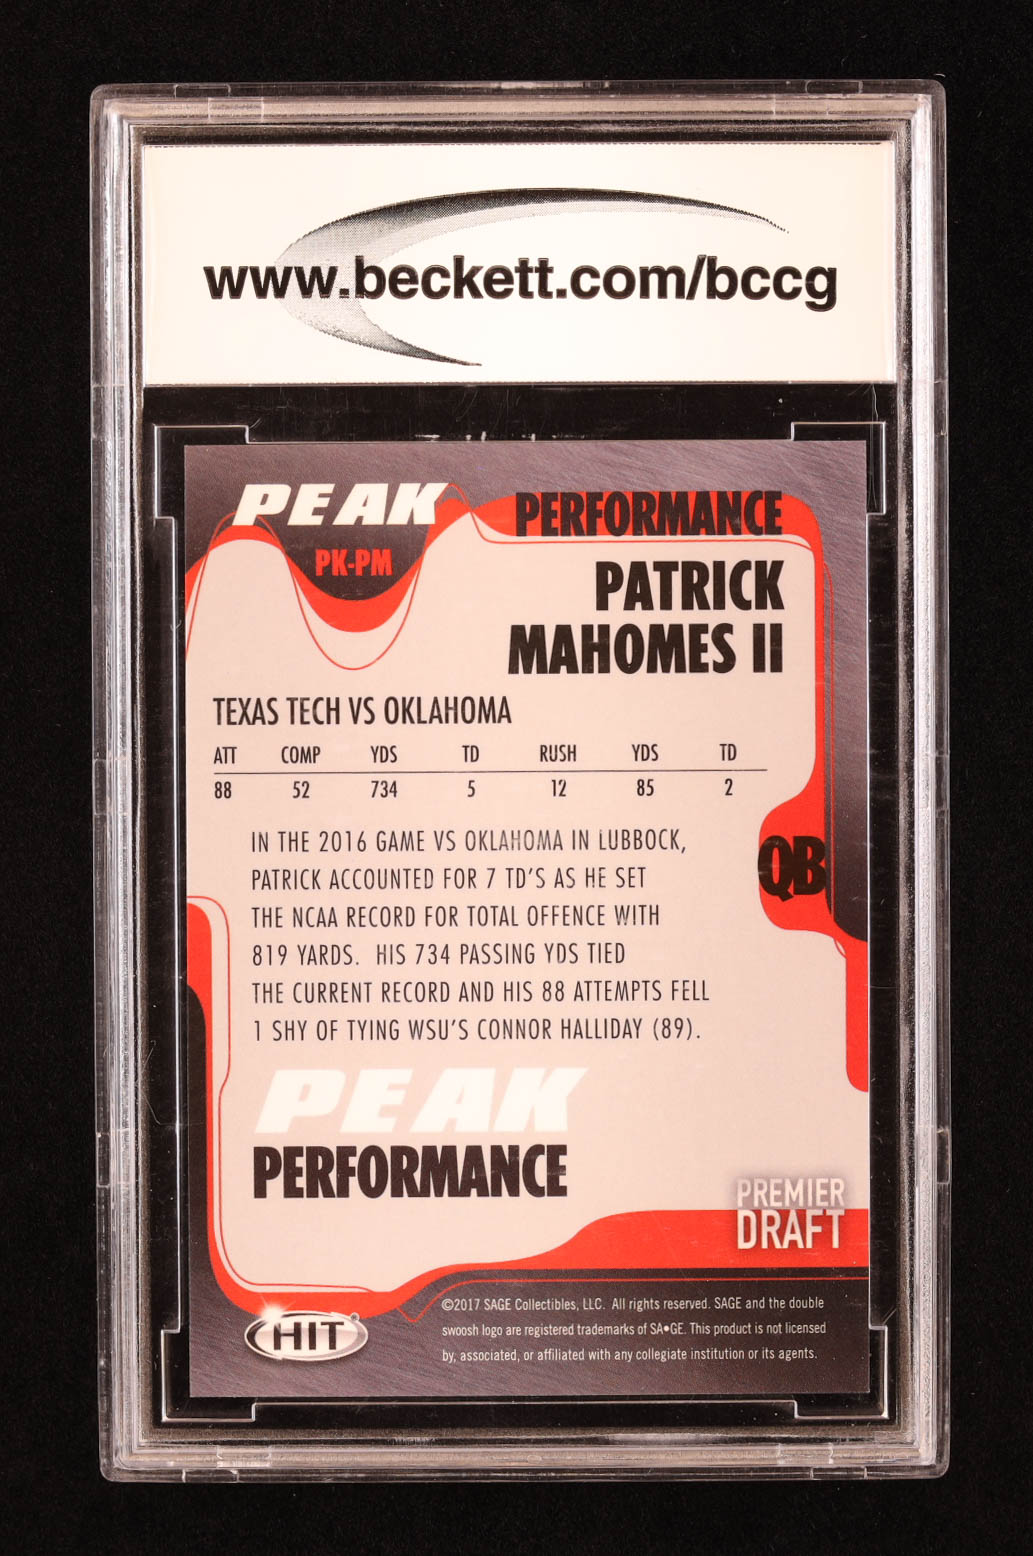 www.beckett.com/bccg
PEAK PERFORMANCE
PK-PM
PATRICK
MAHOMES II
TEXAS TECH VS OKLAHOMA
ATT COMP YDS TD RUSH YDS TD
88 52 734 5 12 85 2
IN THE 2016 GAME VS OKLAHOMA IN LUBBOCK,
PATRICK ACCOUNTED FOR 7 TD'S AS HE SET
THE NCAA RECORD FOR TOTAL OFFENCE WITH
819 YARDS. HIS 734 PASSING YDS TIED
THE CURRENT RECORD AND HIS 88 ATTEMPTS FELL
1 SHY OF TYING WSU'S CONNOR HALLIDAY (89).
QB
PEAK
PERFORMANCE
PREMIER
DRAFT
HIT®
©2017 SAGE Collectibles, LLC. All rights reserved. SAGE and the double
swoosh logo are registered trademarks of SA•GE. This product is not licensed
by, associated, or affiliated with any collegiate institution or its agents.